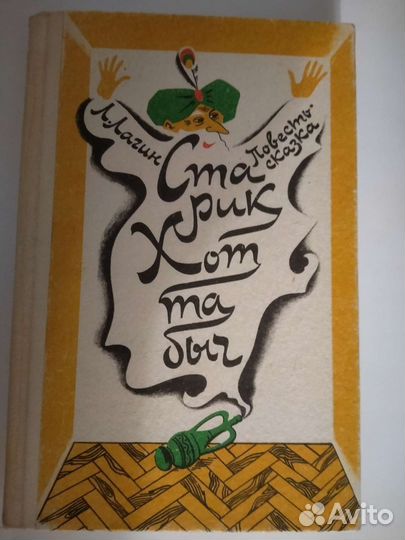 Л. Лагин
Повесть-
сказка
Ста
рик
Хот
та
быч
Avito